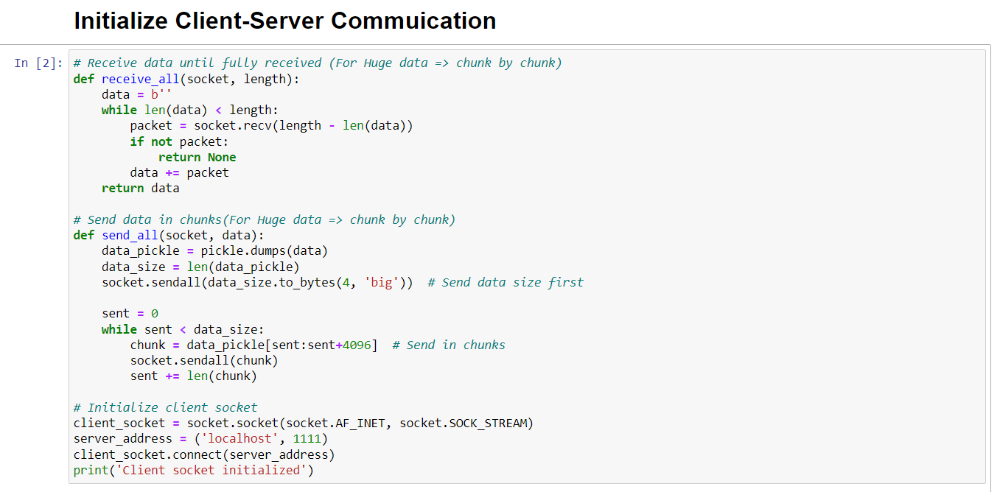 Initialize Client-Server Commuication
In [2]:
# Receive data until fully received (For Huge data => chunk by chunk)
def receive_all(socket, length):
    data = b''
    while len(data) < length:
        packet = socket.recv(length - len(data))
        if not packet:
            return None
        data += packet
    return data

# Send data in chunks(For Huge data => chunk by chunk)
def send_all(socket, data):
    data_pickle = pickle.dumps(data)
    data_size = len(data_pickle)
    socket.sendall(data_size.to_bytes(4, 'big'))  # Send data size first

    sent = 0
    while sent < data_size:
        chunk = data_pickle[sent:sent+4096]  # Send in chunks
        socket.sendall(chunk)
        sent += len(chunk)

# Initialize client socket
client_socket = socket.socket(socket.AF_INET, socket.SOCK_STREAM)
server_address = ('localhost', 1111)
client_socket.connect(server_address)
print('Client socket initialized')